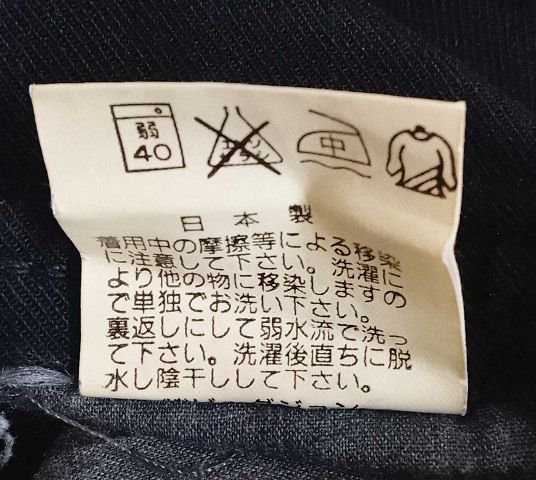 弱
40
中
日本製
着用中の摩擦等による移染
に注意して下さい。洗濯に
より他の物に移染しますの
で単独でお洗い下さい。
裏返しにして弱水流で洗っ
て下さい。洗濯後直ちに脱
水し陰干しして下さい。